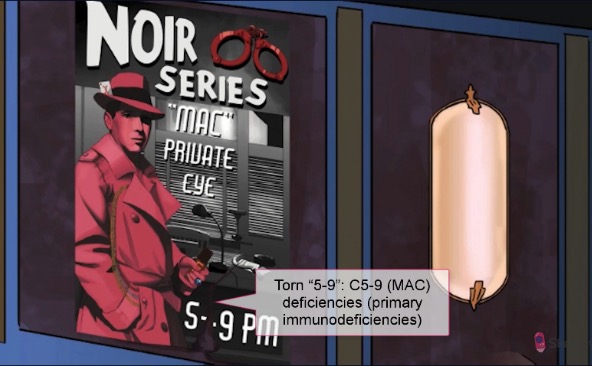 NOIR
SERIES
"MAC"
PRIVATE
EYE
5--9 PM
Torn “5-9”: C5-9 (MAC)
deficiencies (primary
immunodeficiencies)